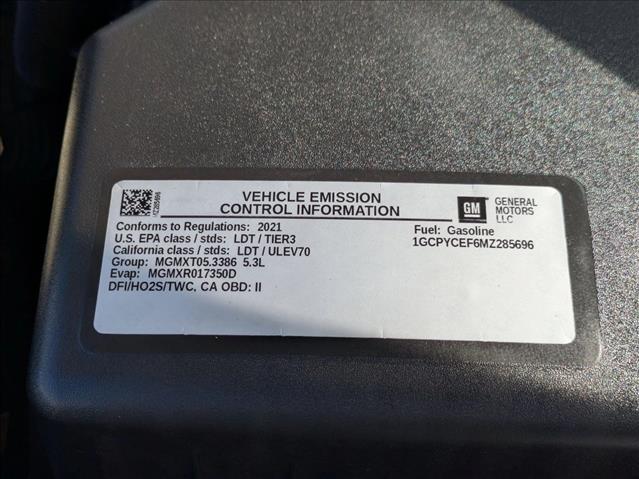 VEHICLE EMISSION
CONTROL INFORMATION
GM
GENERAL
MOTORS
LLC
Conforms to Regulations: 2021
U.S. EPA class / stds: LDT / TIER3
California class / stds: LDT / ULEV70
Group: MGMXT05.3386 5.3L
Evap: MGMXR017350D
DFI/HO2S/TWC, CA OBD: II
Fuel: Gasoline
1GCPYCEF6MZ285696